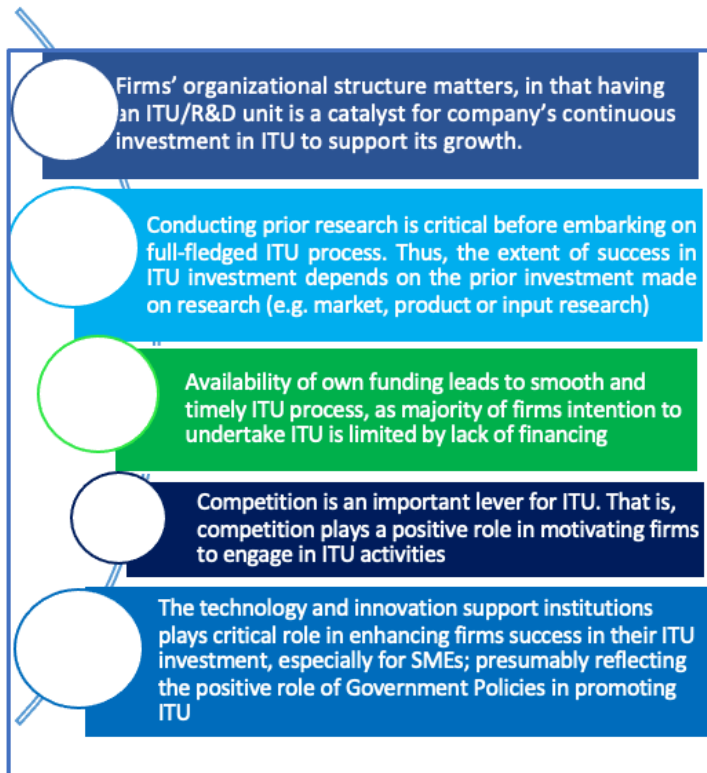 Firms' organizational structure matters, in that having
an ITU/R&D unit is a catalyst for company's continuous
investment in ITU to support its growth.
Conducting prior research is critical before embarking on
full-fledged ITU process. Thus, the extent of success in
ITU investment depends on the prior investment made
on research (e.g. market, product or input research)
Availability of own funding leads to smooth and
timely ITU process, as majority of firms intention to
undertake ITU is limited by lack of financing
Competition is an important lever for ITU. That is,
competition plays a positive role in motivating firms
to engage in ITU activities
The technology and innovation support institutions
plays critical role in enhancing firms success in their ITU
investment, especially for SMEs; presumably reflecting
the positive role of Government Policies in promoting
ITU